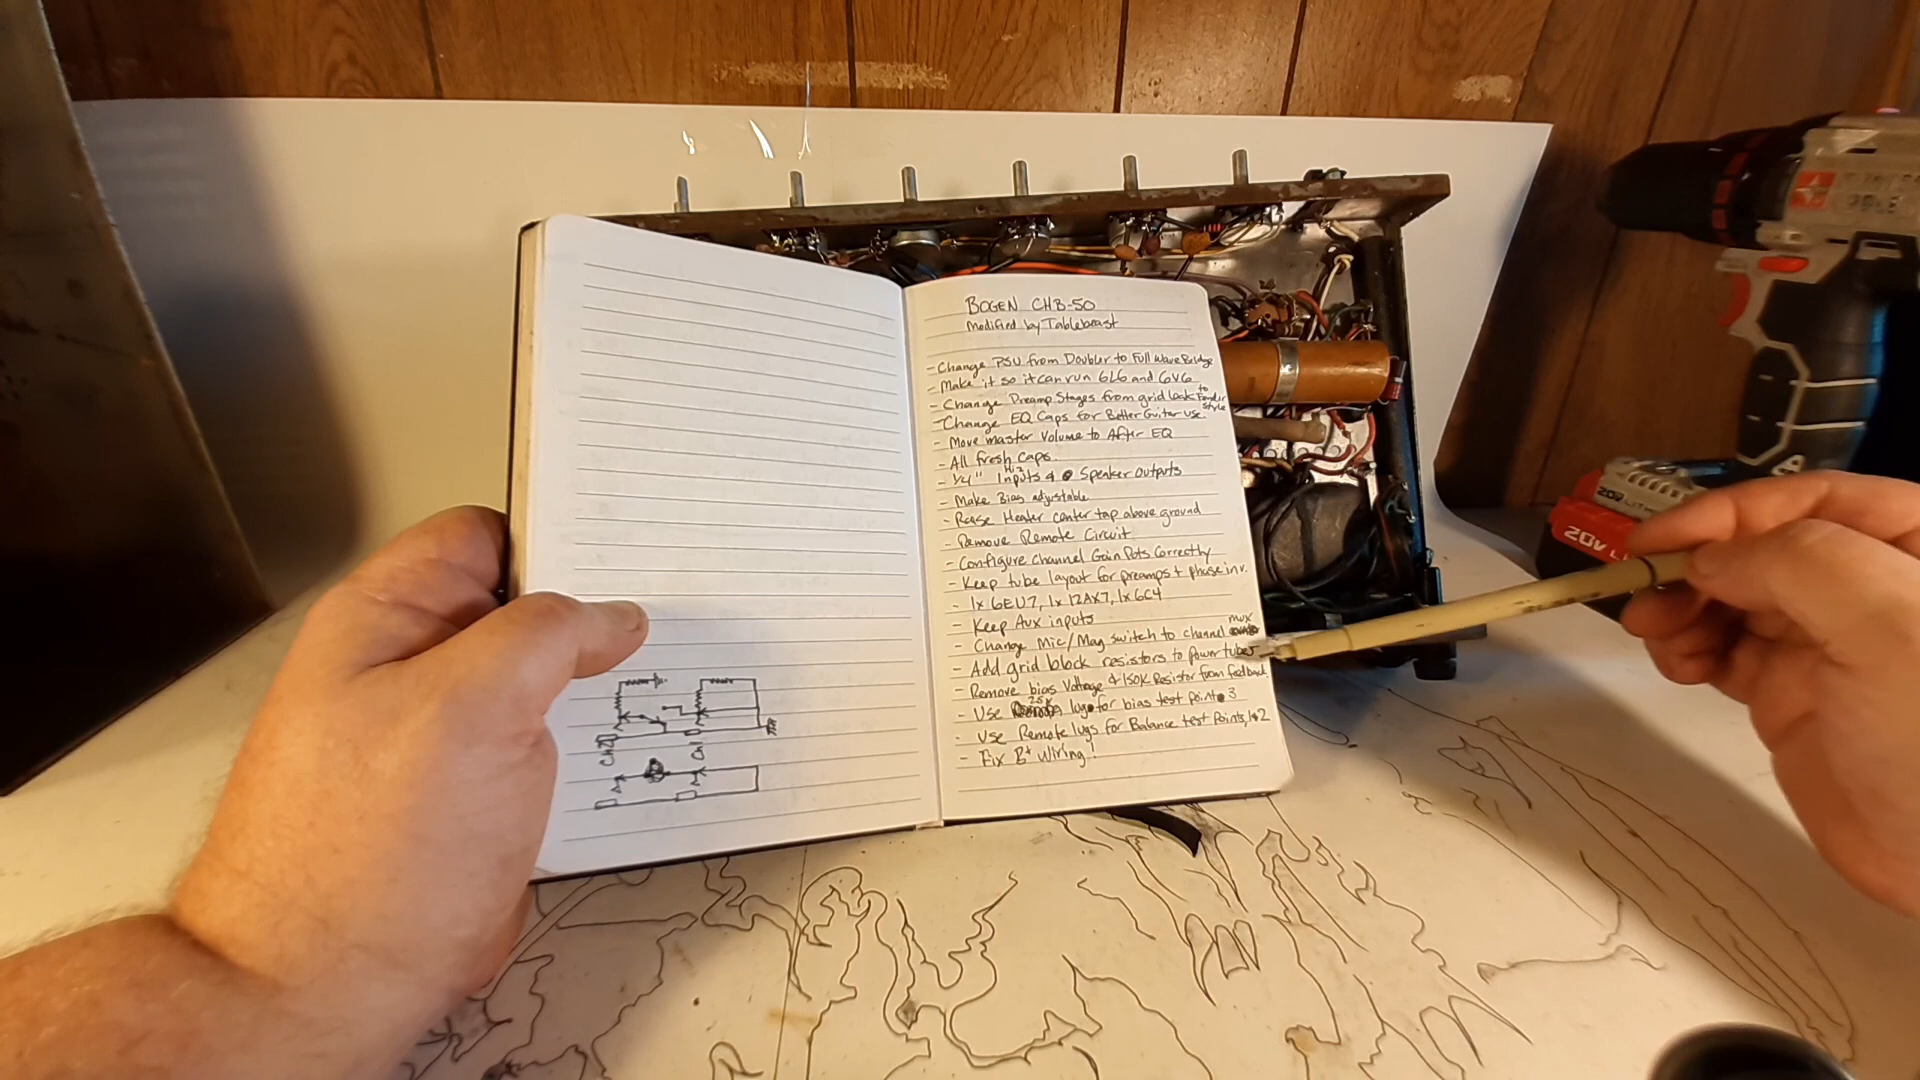 BOGEN CHB-50
Modified by Tablebeast
- Change PSU from Doubler to Full Wave Bridge
- Make it so it can run 6L6 and 6V6
- Change Preamp Stages from grid leak to Fender Style
- Change EQ Caps for Better Guitar use
- Move master Volume to After EQ
- All fresh caps
- 1/4" Hi-Z Inputs & Speaker Outputs
- Make Bias adjustable
- Raise Heater center tap above ground
- Remove Remote Circuit
- Configure Channel Gain Pots Correctly
- Keep tube layout for preamps + phase inv.
- 1x 6EU7, 1x 12AX7, 1x 6C4
- Keep Aux inputs
- Change Mic/Mag switch to channel mux
- Add grid block resistors to power tubes
- Remove bias Voltage & 150K Resistor from feedback
- Use 25V lug for bias test point 3
- Use Remote lugs for Balance test Points, 1&2
- Fix B+ Wiring!
CH2
CH1
20V LITH
20V L